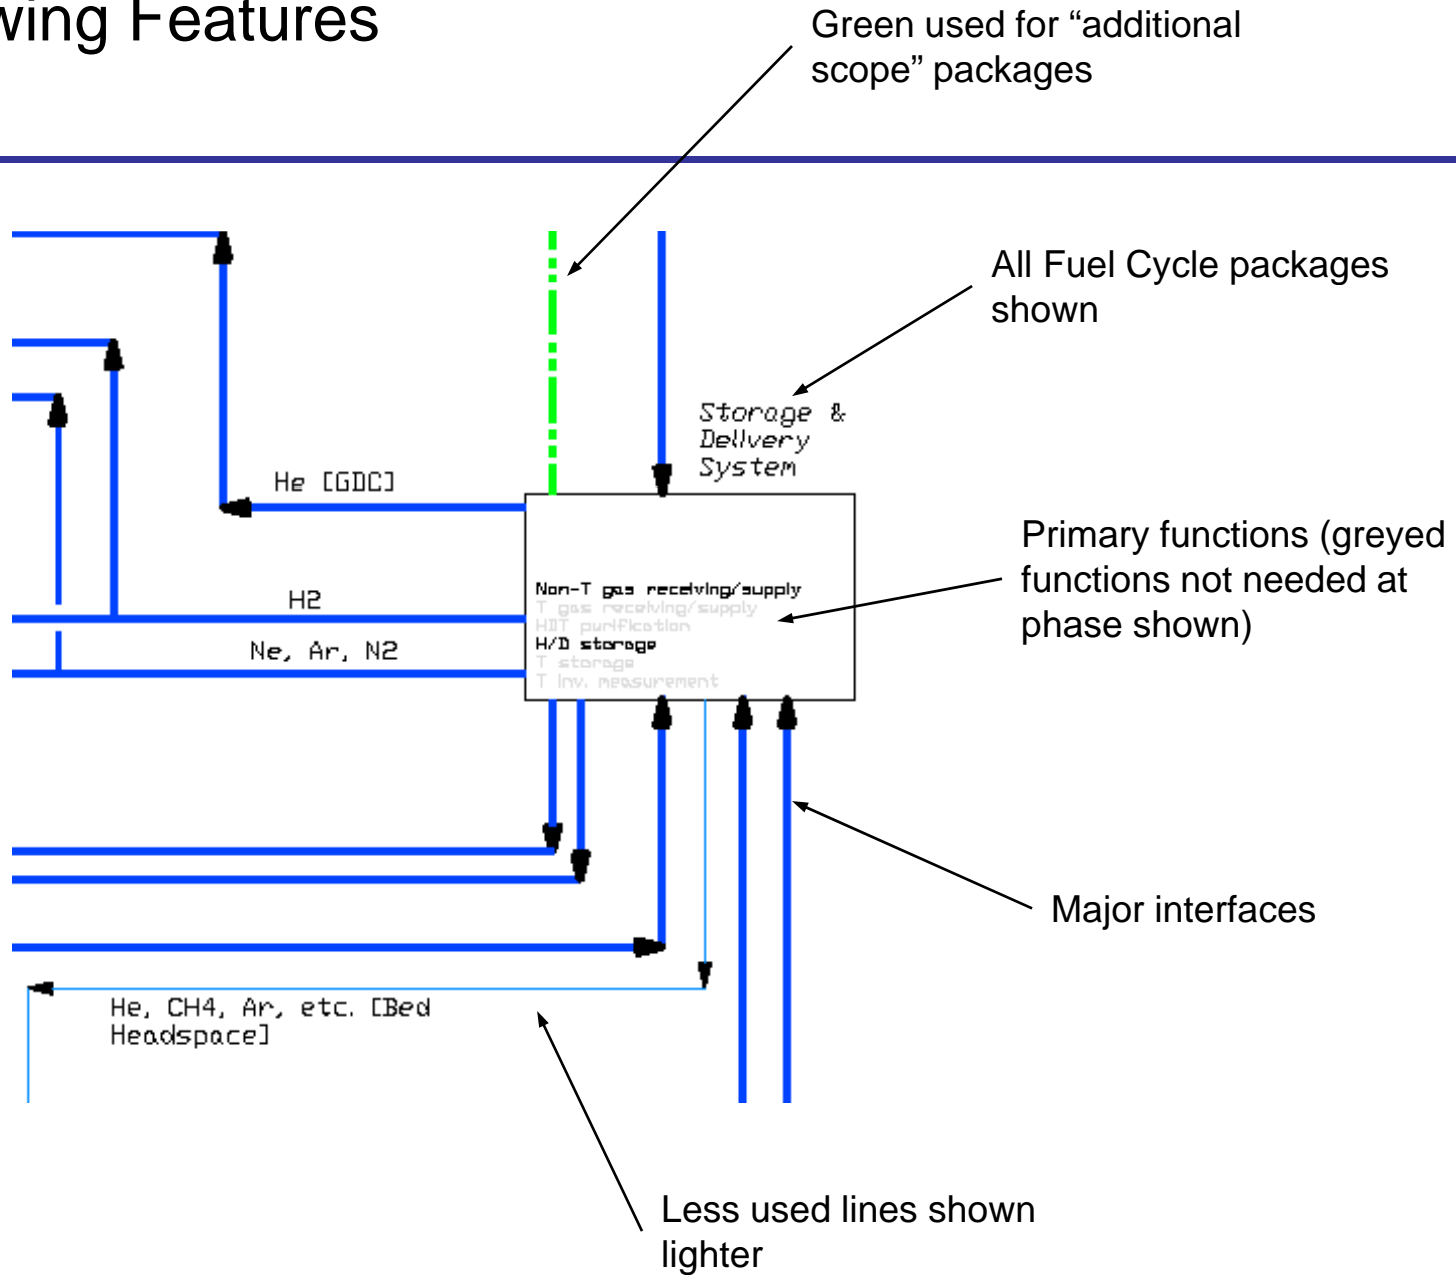 wing Features
Green used for “additional
scope” packages
All Fuel Cycle packages
shown
Storage &
Delivery
System
He [GDC]
Primary functions (greyed
functions not needed at
phase shown)
Non-T gas receiving/supply
T gas receiving/supply
HDT purification
H/D storage
T storage
T inv. measurement
H2
Ne, Ar, N2
Major interfaces
He, CH4, Ar, etc. [Bed
Headspace]
Less used lines shown
lighter